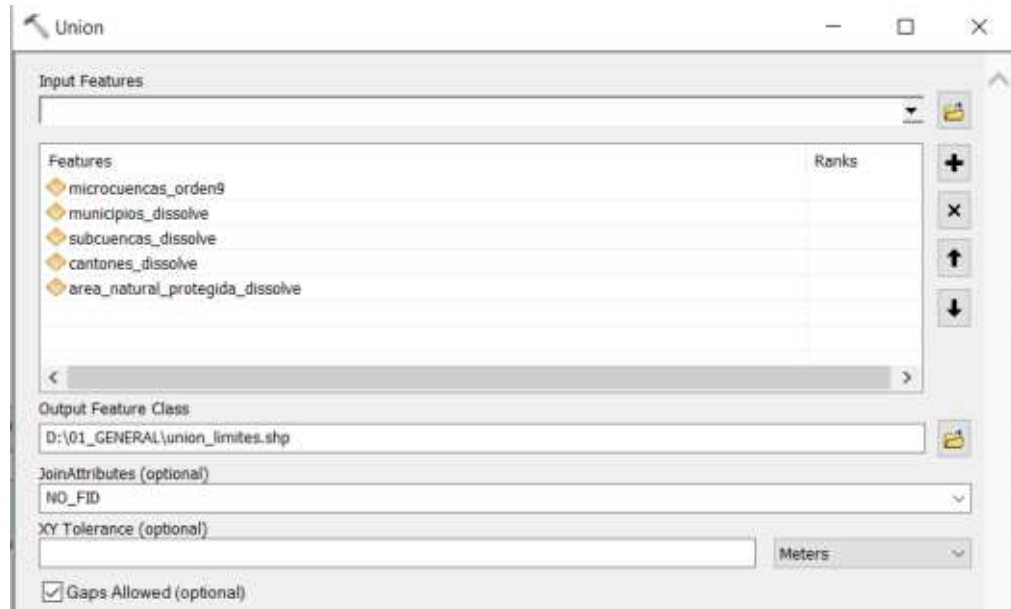 Union
Input Features
Features Ranks
microcuencas_orden9
municipios_dissolve
subcuencas_dissolve
cantones_dissolve
area_natural_protegida_dissolve
Output Feature Class
D:\01_GENERAL\union_limites.shp
JoinAttributes (optional)
NO_FID
XY Tolerance (optional)
Meters
Gaps Allowed (optional)